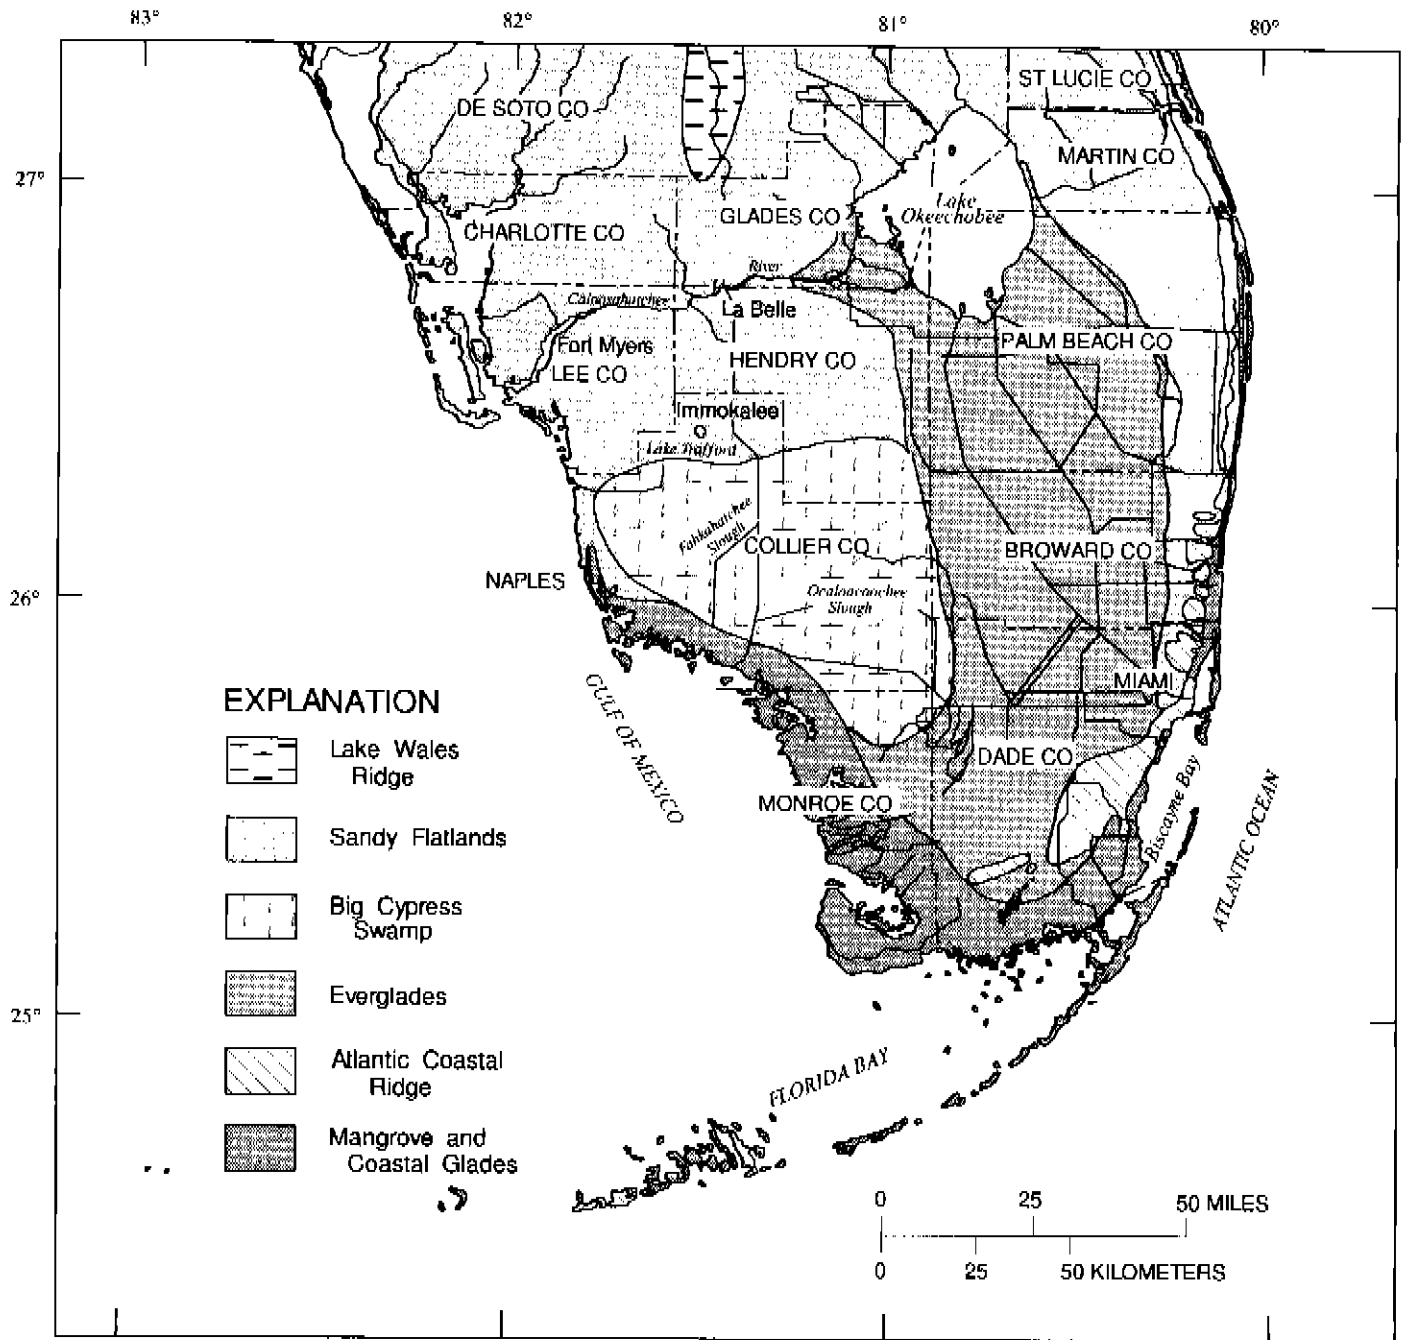 83°
82°
81°
80°
ST LUCIE CO
DE SOTO CO
MARTIN CO
27°
Lake
Okeechobee
GLADES CO
CHARLOTTE CO
River
Caloosahatchee
La Belle
PALM BEACH CO
Fort Myers
HENDRY CO
LEE CO
Immokalee
Lake Trafford
Fahkahatchee
Slough
COLLIER CO
BROWARD CO
NAPLES
26°
Ocaloacoochee
Slough
MIAMI
GULF OF MEXICO
DADE CO
MONROE CO
Biscayne Bay
ATLANTIC OCEAN
EXPLANATION
Lake Wales
Ridge
Sandy Flatlands
Big Cypress
Swamp
Everglades
25°
Atlantic Coastal
Ridge
FLORIDA BAY
Mangrove and
Coastal Glades
0 25 50 MILES
0 25 50 KILOMETERS